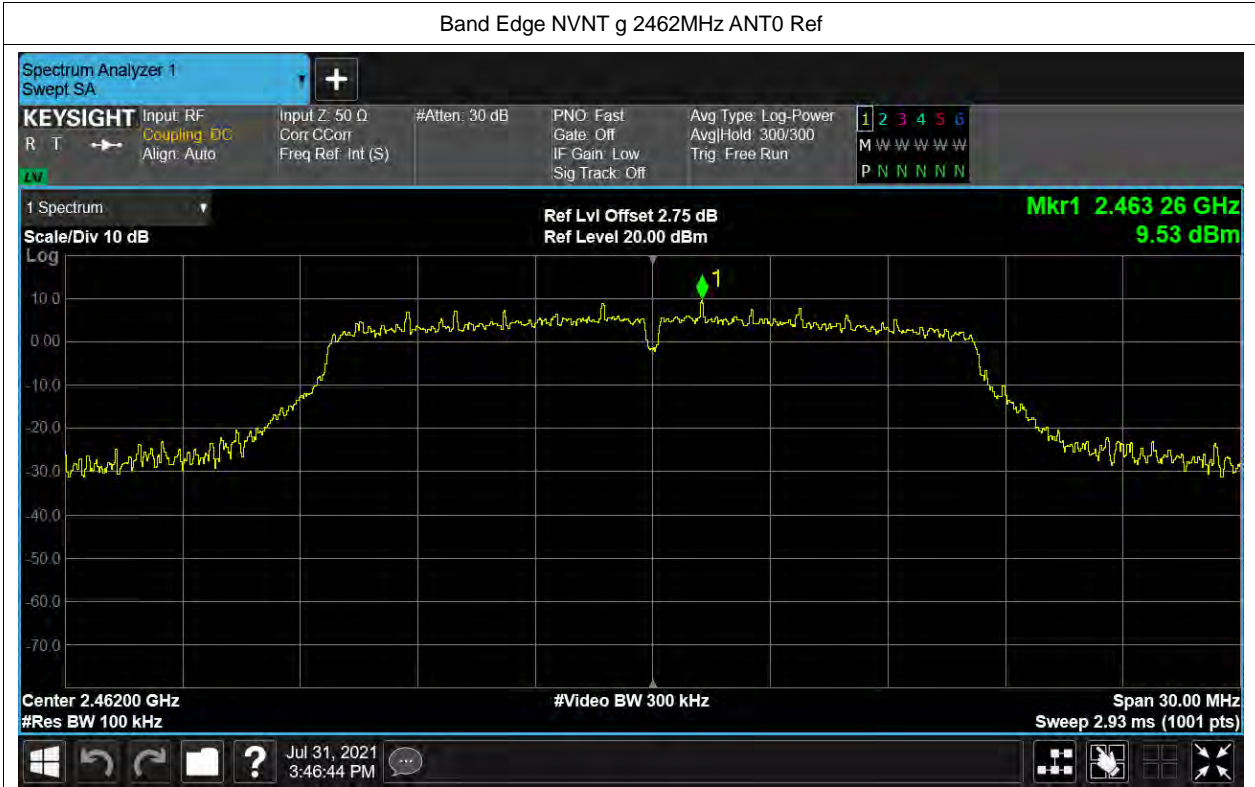 Band Edge NVNT g 2462MHz ANT0 Ref
Spectrum Analyzer 1
Swept SA
KEYSIGHT
R T
LXI
Input: RF
Coupling: DC
Align: Auto
Input Z: 50 Ω
Corr CCorr
Freq Ref: Int (S)
#Atten: 30 dB
PNO: Fast
Gate: Off
IF Gain: Low
Sig Track: Off
Avg Type: Log-Power
Avg|Hold: 300/300
Trig: Free Run
1 2 3 4 5 6
M W W W W W
P N N N N N
1 Spectrum
Scale/Div 10 dB
Ref Lvl Offset 2.75 dB
Ref Level 20.00 dBm
Mkr1 2.463 26 GHz
9.53 dBm
Log
1
10.0
0.00
-10.0
-20.0
-30.0
-40.0
-50.0
-60.0
-70.0
Center 2.46200 GHz
#Res BW 100 kHz
#Video BW 300 kHz
Span 30.00 MHz
Sweep 2.93 ms (1001 pts)
?
Jul 31, 2021
3:46:44 PM